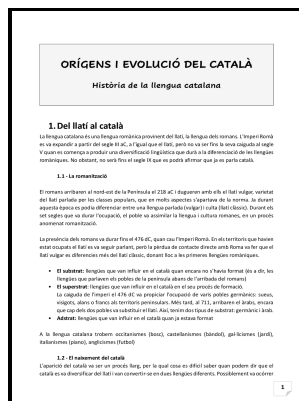 ORÍGENS I EVOLUCIÓ DEL CATALÀ
Història de la llengua catalana
1. Del llatí al català
La llengua catalana és una llengua romànica provinent del llatí, la llengua dels romans. L'Imperi Romà
es va expandir a partir del segle III aC, a l'igual que el llatí, però no va ser fins la seva caiguda al segle
V quan es comença a produir una diversificació lingüística que durà a la diferenciació de les llengües
romàniques. No obstant, no serà fins el segle IX que es podrà afirmar que ja es parla català.
1.1 - La romanització
El romans arribaren al nord-est de la Península el 218 aC i dugueren amb ells el llatí vulgar, varietat
del llatí parlada per les classes populars, que en molts aspectes s'apartava de la norma. Ja durant
aquesta època es podia diferenciar entre una llengua parlada (vulgar) i culta (llatí clàssic). Durant els
set segles que va durar l'ocupació, el poble va assimilar la llengua i cultura romanes, en un procés
anomenat romanització.
La presència dels romans va durar fins el 476 dC, quan cau l'Imperi Romà. En els territoris que havien
estat ocupats el llatí es va seguir parlant, però la pèrdua de contacte directe amb Roma va fer que el
llatí vulgar es diferencies més del llatí clàssic, donant lloc a les primeres llengües romàniques.
• El substrat: llengües que van influir en el català quan encara no s'havia format (és a dir, les
llengües que parlaven els pobles de la península abans de l'arribada dels romans)
• El superstrat: llengües que van influir en el català en el seu procés de formació.
La caiguda de l'imperi el 476 dC va propiciar l'ocupació de varis pobles germànics: sueus,
visigots, alans o francs als territoris peninsulars. Més tard, al 711, arribaren el àrabs, encara
que cap dels dos pobles va substituir el llatí. Així, tenim dos tipus de substrat: germànic i àrab.
• Adstrat: llengües que van influir en el català quan ja estava format
A la llengua catalana trobem occitanismes (bosc), castellanismes (bàndol), gal·licismes (jardí),
italianismes (piano), anglicismes (futbol)
1.2 - El naixement del català
L'aparició del català va ser un procés llarg, per la qual cosa es difícil saber quan podem dir que el
català es va diversificar del llatí i van convertir-se en dues llengües diferents. Possiblement va ocórrer
1